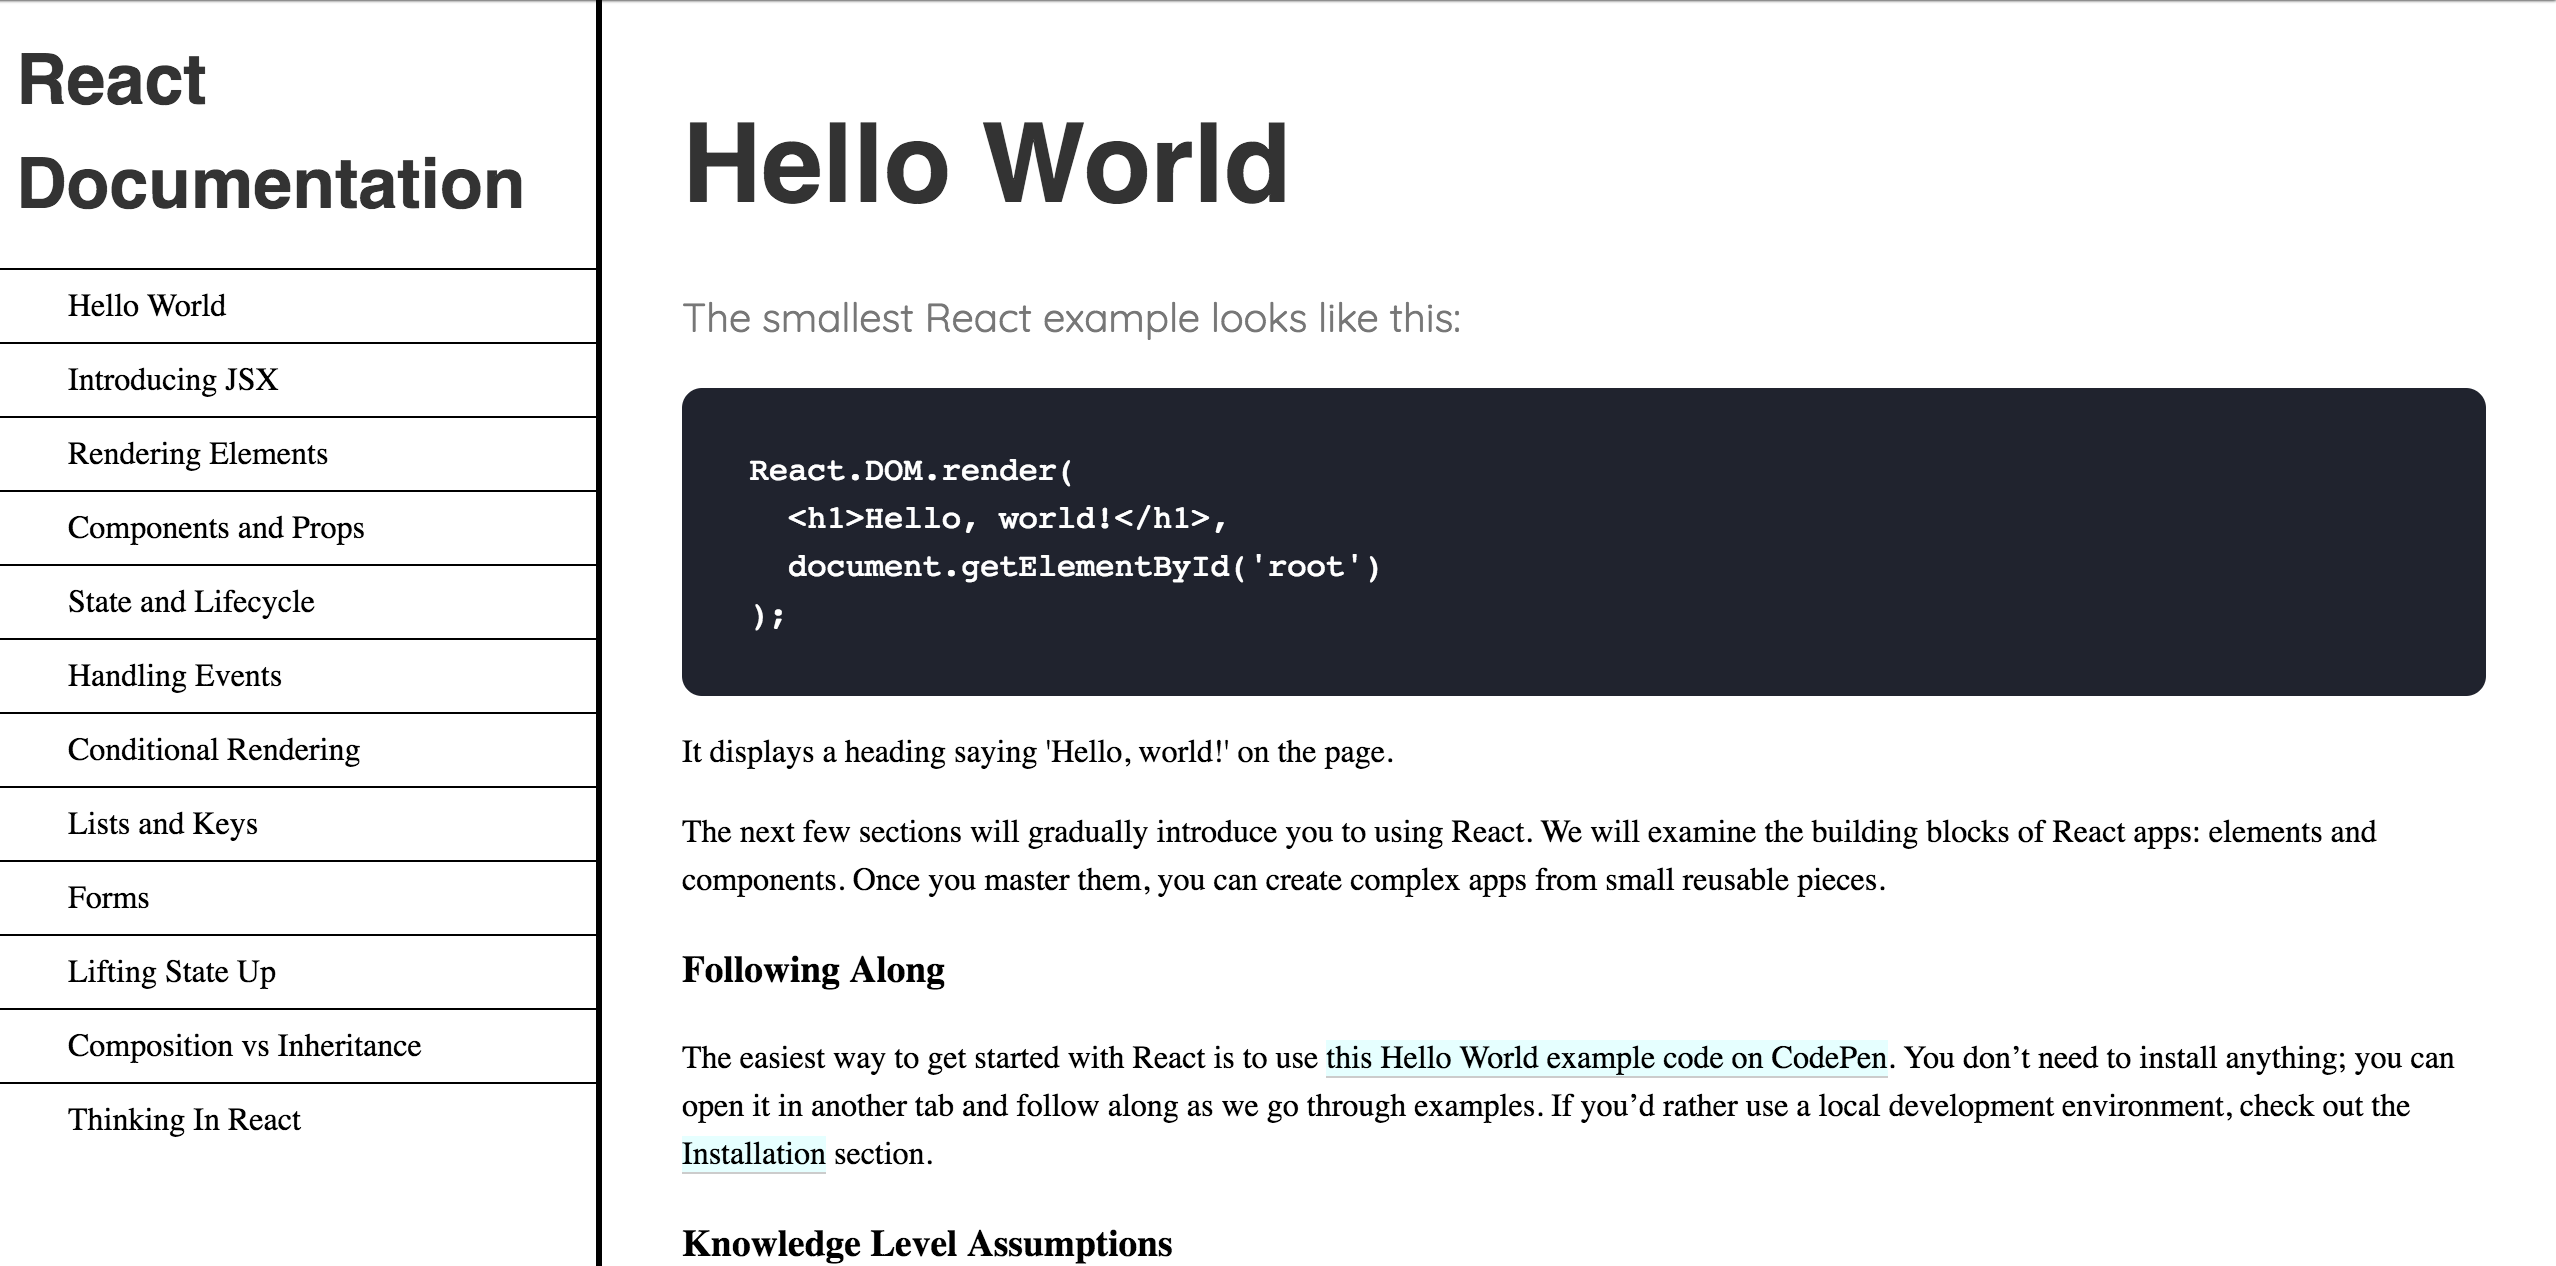 React
Documentation
Hello World
Introducing JSX
Rendering Elements
Components and Props
State and Lifecycle
Handling Events
Conditional Rendering
Lists and Keys
Forms
Lifting State Up
Composition vs Inheritance
Thinking In React
Hello World
The smallest React example looks like this:
React.DOM.render(
  <h1>Hello, world!</h1>,
  document.getElementById('root')
);
It displays a heading saying 'Hello, world!' on the page.
The next few sections will gradually introduce you to using React. We will examine the building blocks of React apps: elements and
components. Once you master them, you can create complex apps from small reusable pieces.
Following Along
The easiest way to get started with React is to use this Hello World example code on CodePen. You don’t need to install anything; you can
open it in another tab and follow along as we go through examples. If you’d rather use a local development environment, check out the
Installation section.
Knowledge Level Assumptions